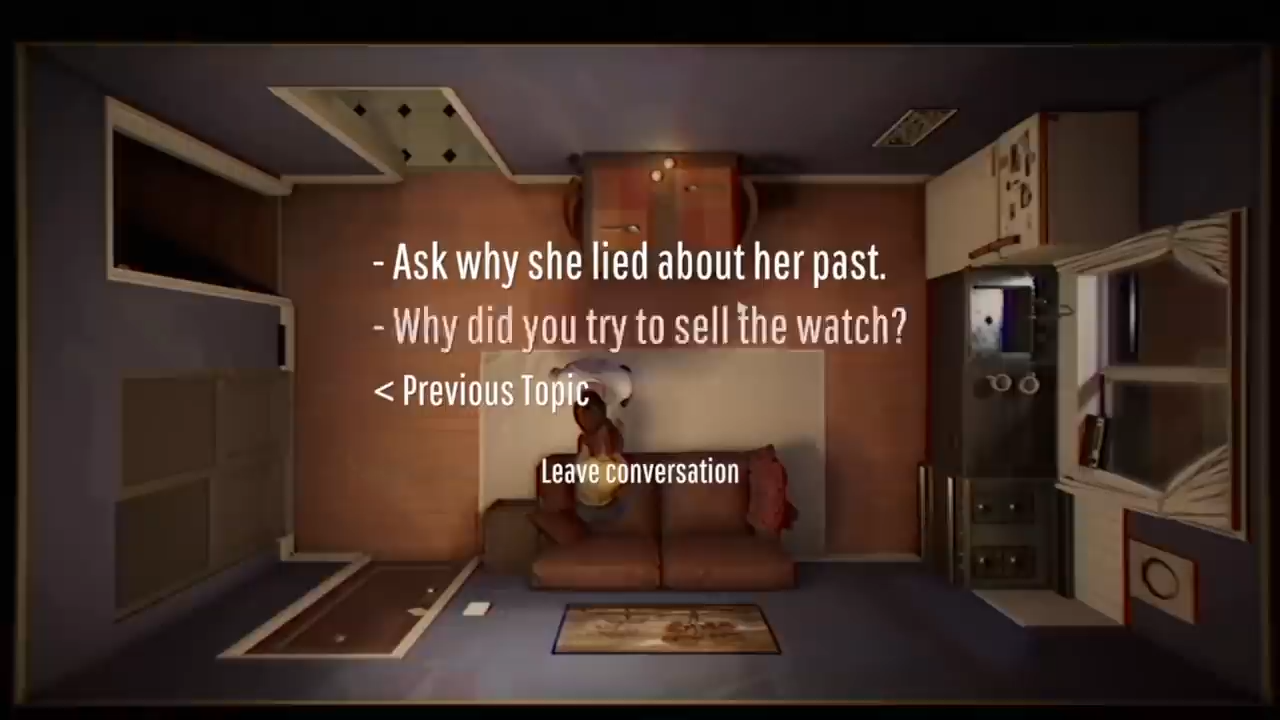 - Ask why she lied about her past.
- Why did you try to sell the watch?
< Previous Topic
Leave conversation